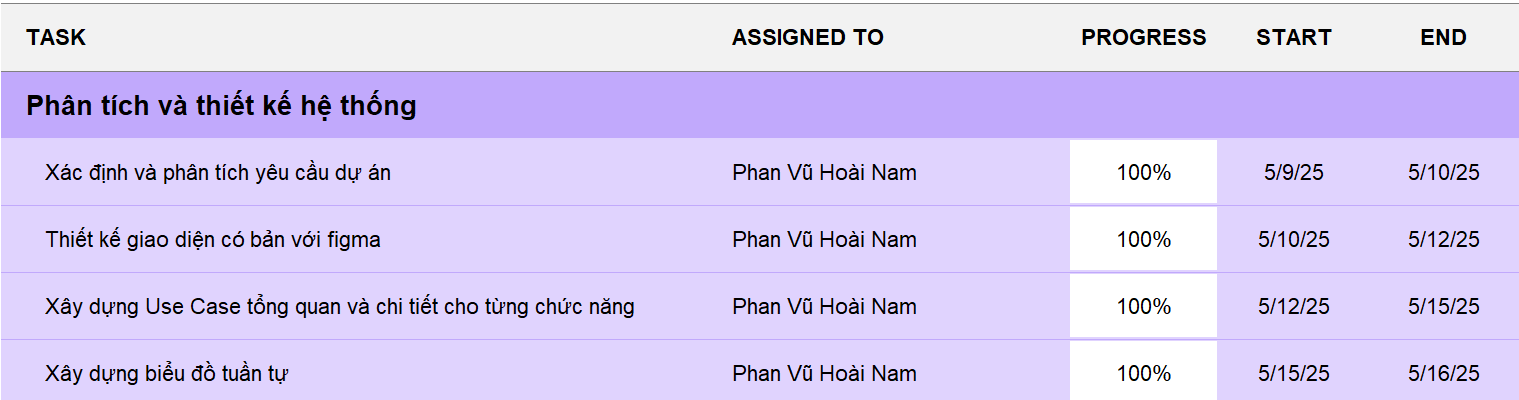 TASK ASSIGNED TO PROGRESS START END
Phân tích và thiết kế hệ thống
Xác định và phân tích yêu cầu dự án Phan Vũ Hoài Nam 100% 5/9/25 5/10/25
Thiết kế giao diện có bản với figma Phan Vũ Hoài Nam 100% 5/10/25 5/12/25
Xây dựng Use Case tổng quan và chi tiết cho từng chức năng Phan Vũ Hoài Nam 100% 5/12/25 5/15/25
Xây dựng biểu đồ tuần tự Phan Vũ Hoài Nam 100% 5/15/25 5/16/25